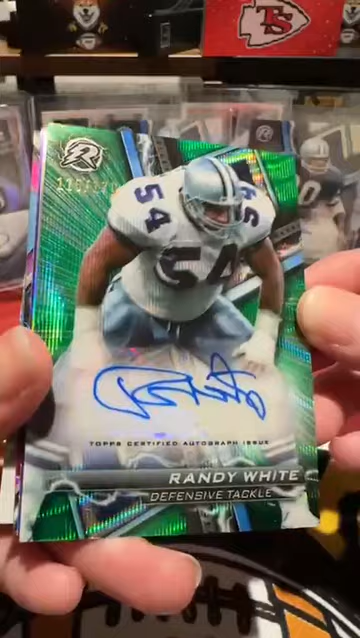 54
54
TOPPS CERTIFIED AUTOGRAPH ISSUE
RANDY WHITE
DEFENSIVE TACKLE